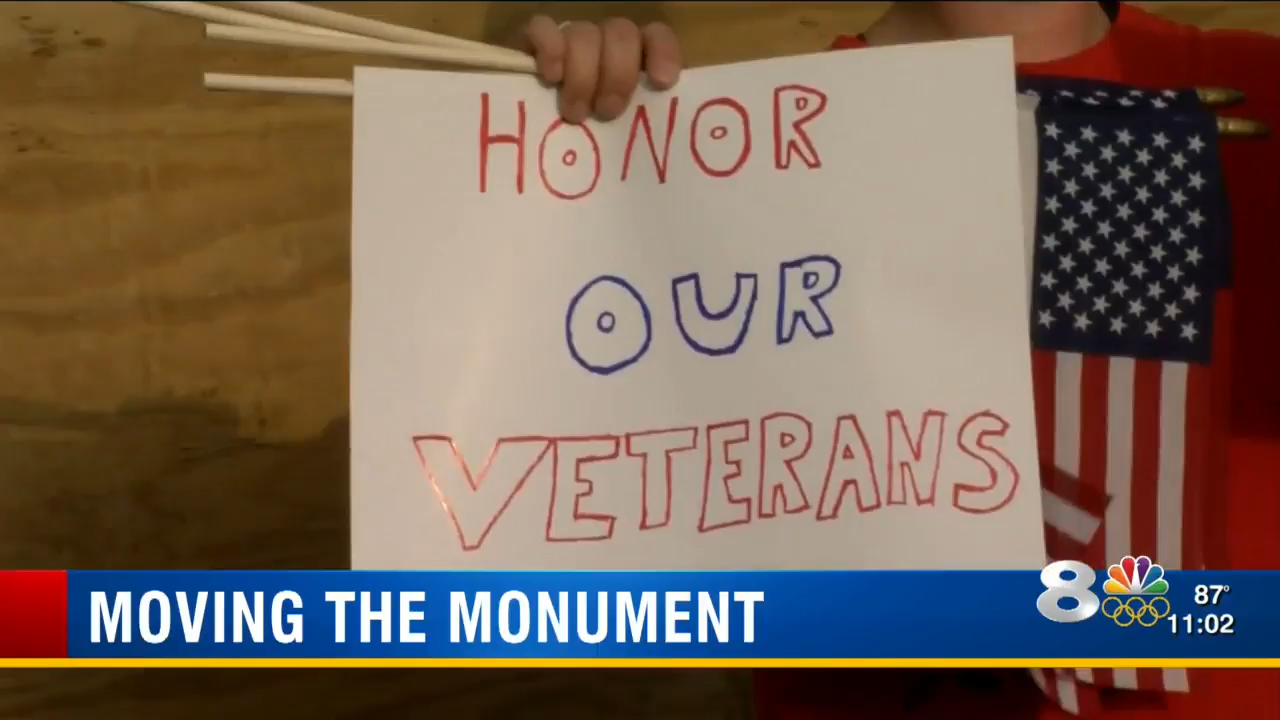 HONOR
OUR
VETERANS
MOVING THE MONUMENT
8
87°
11:02